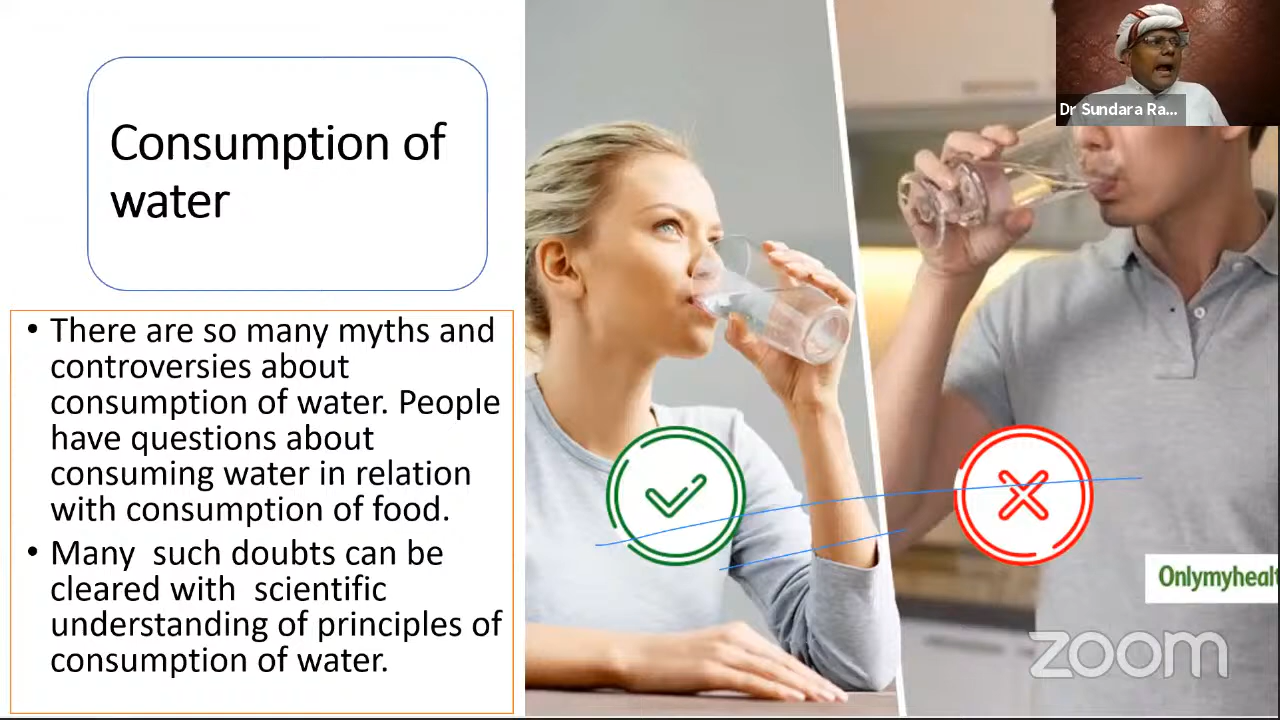 Consumption of
water
• There are so many myths and
controversies about
consumption of water. People
have questions about
consuming water in relation
with consumption of food.
• Many  such doubts can be
cleared with  scientific
understanding of principles of
consumption of water.
Dr Sundara Ra...
Onlymyhealt
zoom